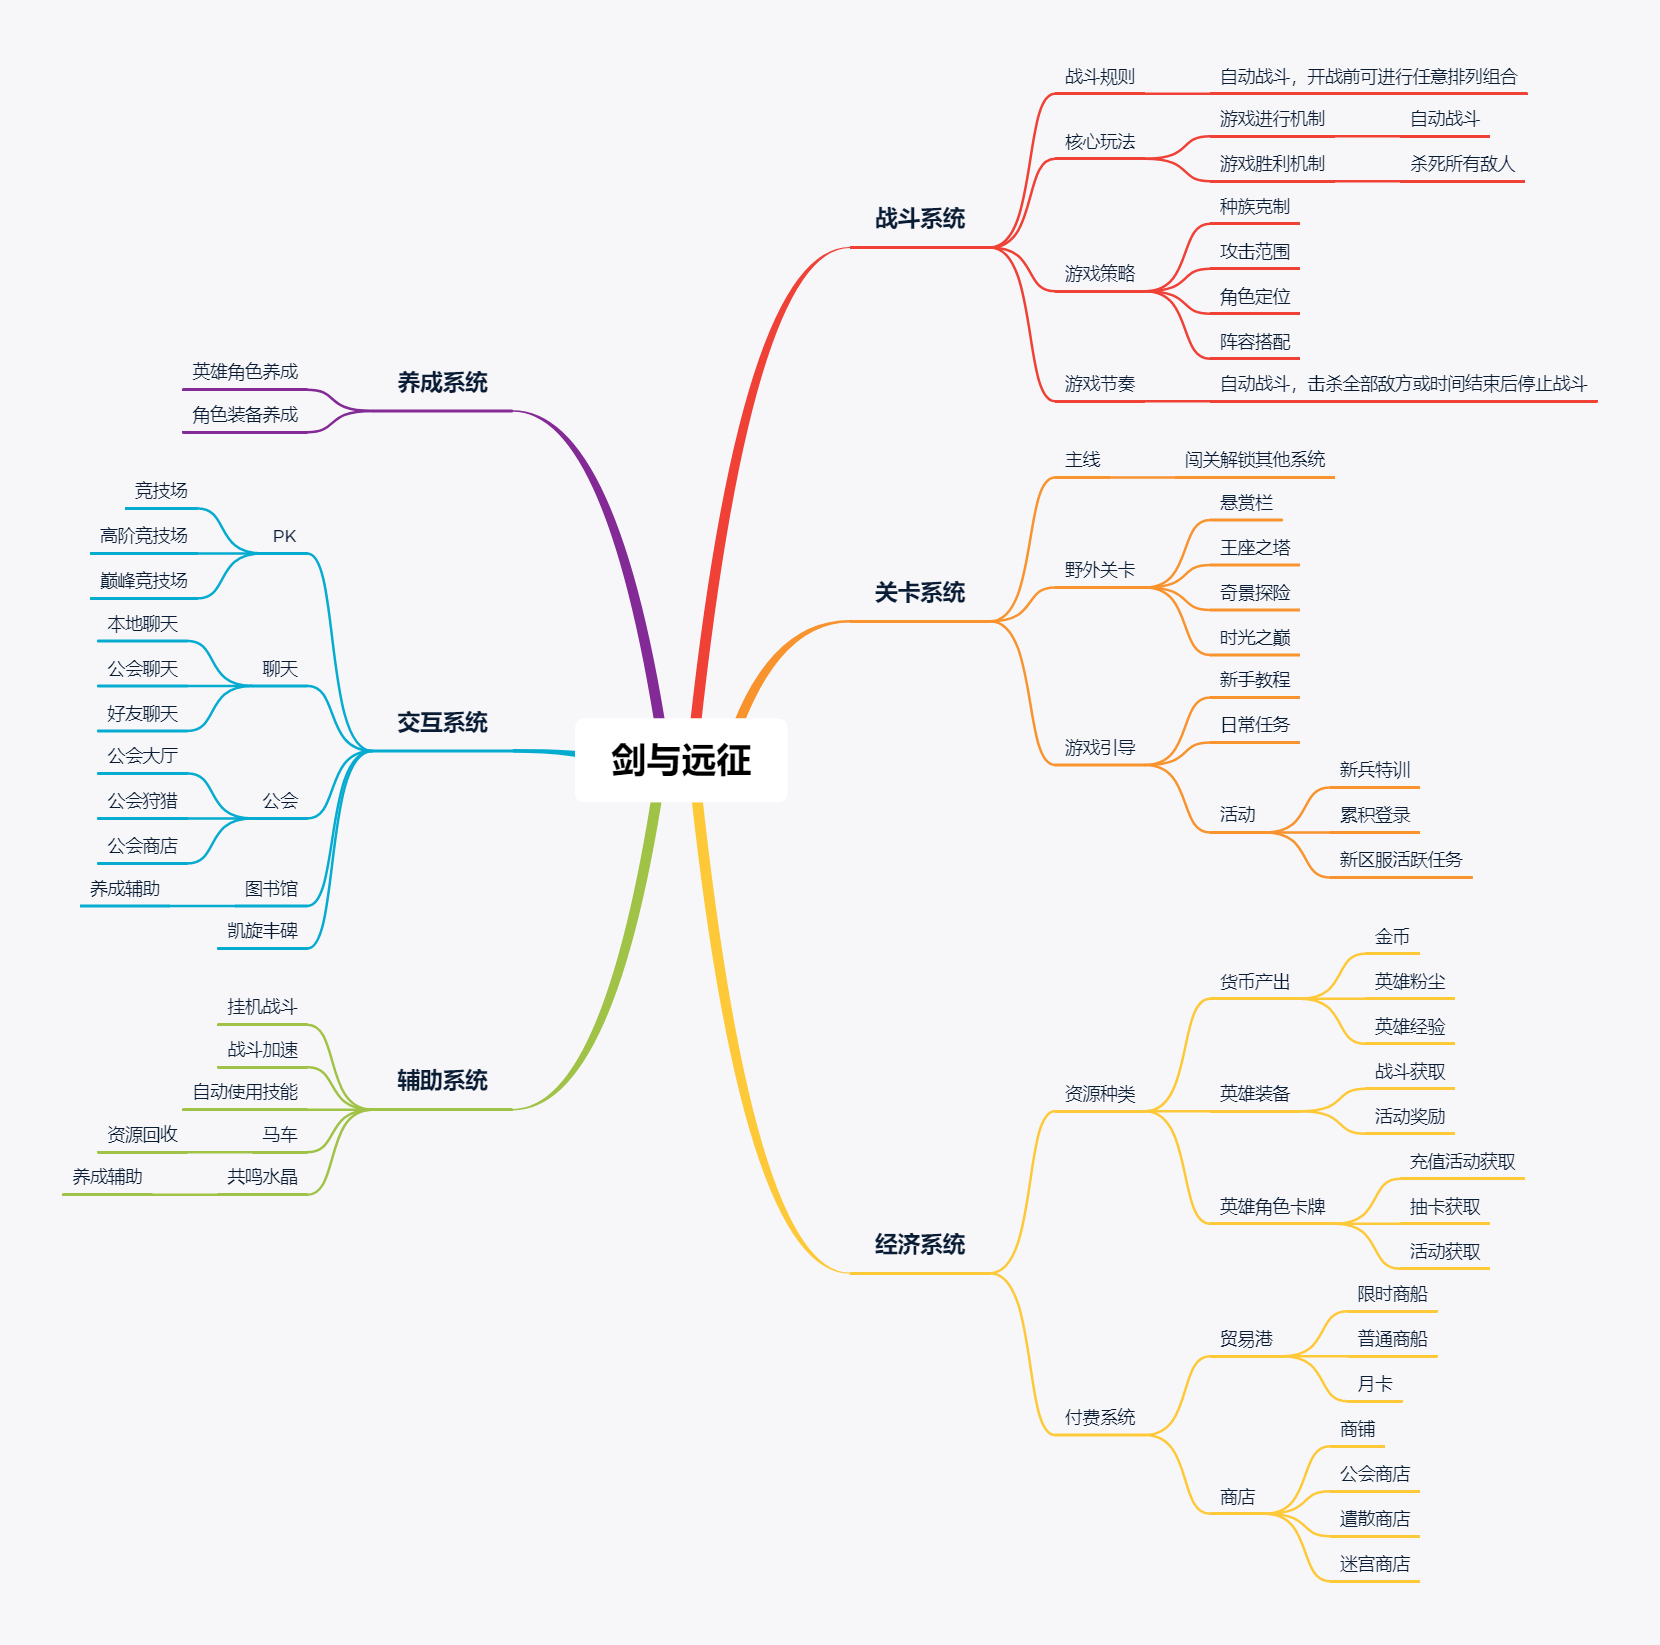 剑与远征
战斗系统
战斗规则
自动战斗，开战前可进行任意排列组合
核心玩法
游戏进行机制
自动战斗
游戏胜利机制
杀死所有敌人
游戏策略
种族克制
攻击范围
角色定位
阵容搭配
游戏节奏
自动战斗，击杀全部敌方或时间结束后停止战斗
关卡系统
主线
闯关解锁其他系统
野外关卡
悬赏栏
王座之塔
奇景探险
时光之巅
游戏引导
新手教程
日常任务
活动
新兵特训
累积登录
新区服活跃任务
经济系统
资源种类
货币产出
金币
英雄粉尘
英雄经验
英雄装备
战斗获取
活动奖励
英雄角色卡牌
充值活动获取
抽卡获取
活动获取
付费系统
贸易港
限时商船
普通商船
月卡
商店
商铺
公会商店
遣散商店
迷宫商店
养成系统
英雄角色养成
角色装备养成
交互系统
PK
竞技场
高阶竞技场
巅峰竞技场
聊天
本地聊天
公会聊天
好友聊天
公会
公会大厅
公会狩猎
公会商店
图书馆
养成辅助
凯旋丰碑
辅助系统
挂机战斗
战斗加速
自动使用技能
马车
资源回收
共鸣水晶
养成辅助